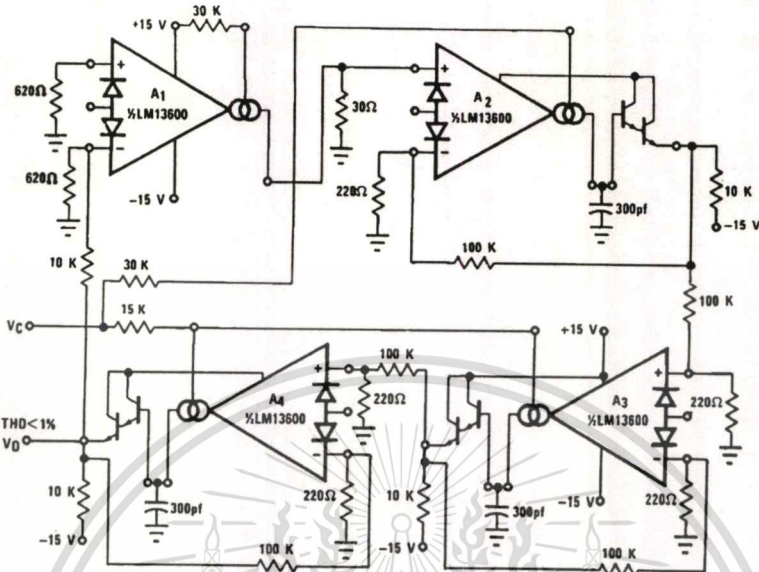 +15 V
30 K
620Ω
+
A1
½LM13600
-
620Ω
-15 V
30Ω
+
A2
½LM13600
-
220Ω
300pf
10 K
-15 V
100 K
10 K
30 K
VC
15 K
100 K
+15 V
100 K
THD<1%
VO
A4
½LM13600
+
-
220Ω
A3
½LM13600
+
-
220Ω
10 K
-15 V
300pf
220Ω
10 K
-15 V
300pf
-15 V
220Ω
100 K
100 K